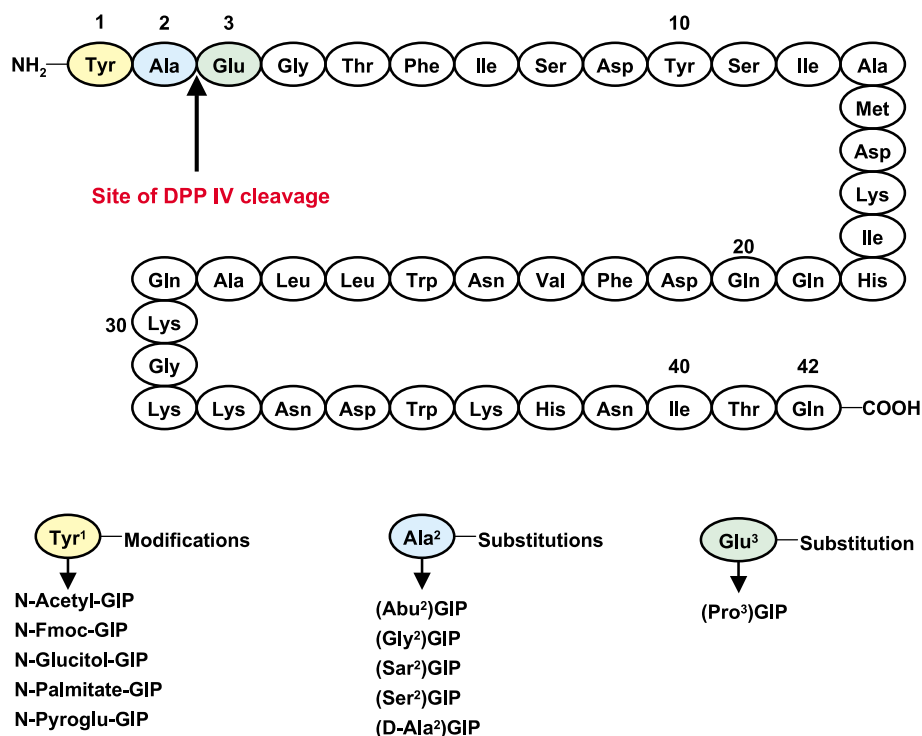 1 2 3 10
NH₂ Tyr Ala Glu Gly Thr Phe Ile Ser Asp Tyr Ser Ile Ala
Met
Asp
Site of DPP IV cleavage
Lys
Ile
20
Gln Ala Leu Leu Trp Asn Val Phe Asp Gln Gln His
30 Lys
Gly
40 42
Lys Lys Asn Asp Trp Lys His Asn Ile Thr Gln COOH
Tyr¹ Modifications
N-Acetyl-GIP
N-Fmoc-GIP
N-Glucitol-GIP
N-Palmitate-GIP
N-Pyroglu-GIP
Ala² Substitutions
(Abu²)GIP
(Gly²)GIP
(Sar²)GIP
(Ser²)GIP
(D-Ala²)GIP
Glu³ Substitution
(Pro³)GIP